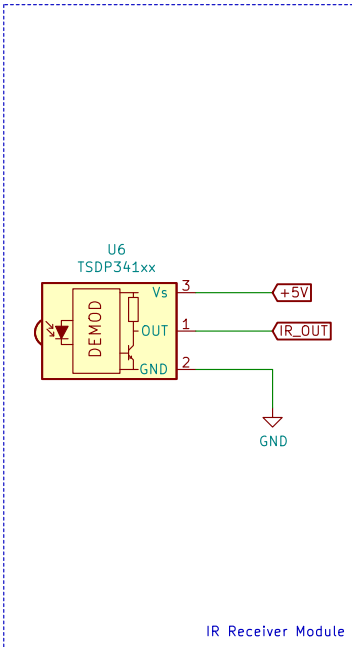 U6
TSDP341xx
Vs 3 +5V
DEMOD
OUT 1 IR_OUT
GND 2
GND
IR Receiver Module